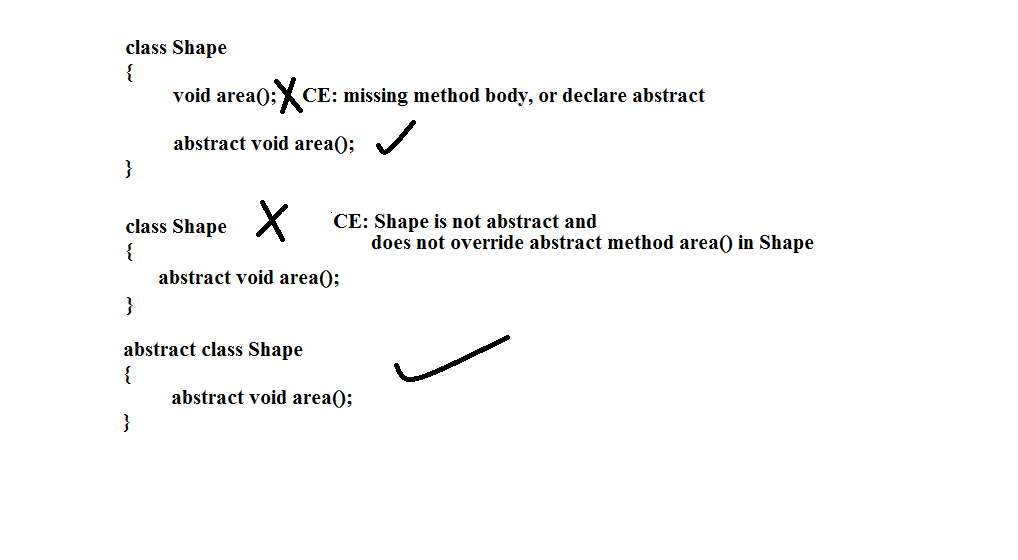 class Shape
{
void area(); CE: missing method body, or declare abstract
abstract void area();
}
class Shape CE: Shape is not abstract and
does not override abstract method area() in Shape
{
abstract void area();
}
abstract class Shape
{
abstract void area();
}